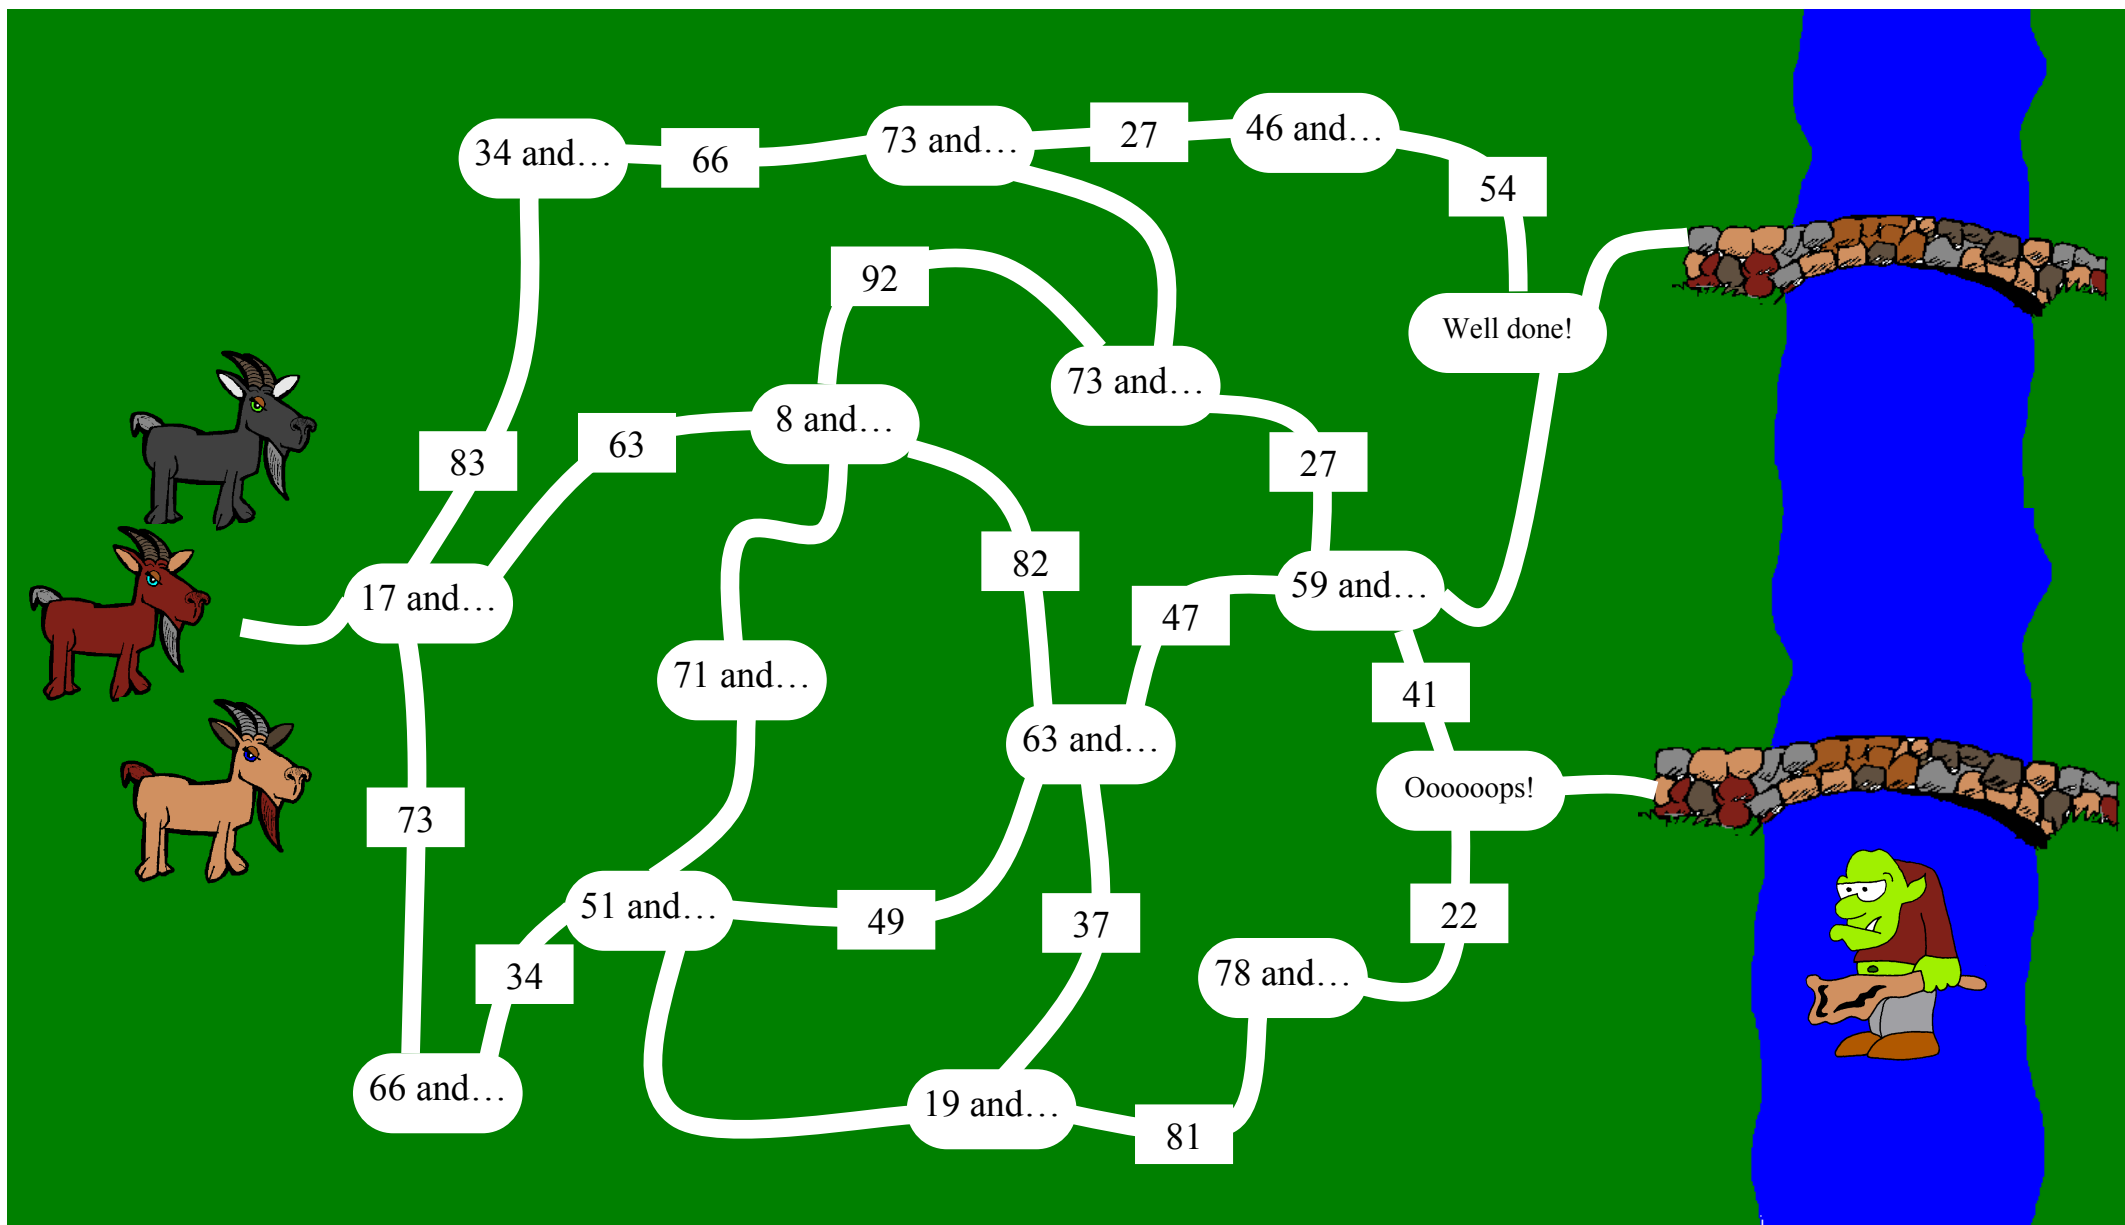 34 and…
66
73 and…
27
46 and…
54
92
Well done!
73 and…
8 and…
63
83
27
82
17 and…
59 and…
47
71 and…
41
63 and…
Oooooops!
73
51 and…
49
37
22
34
78 and…
66 and…
19 and…
81